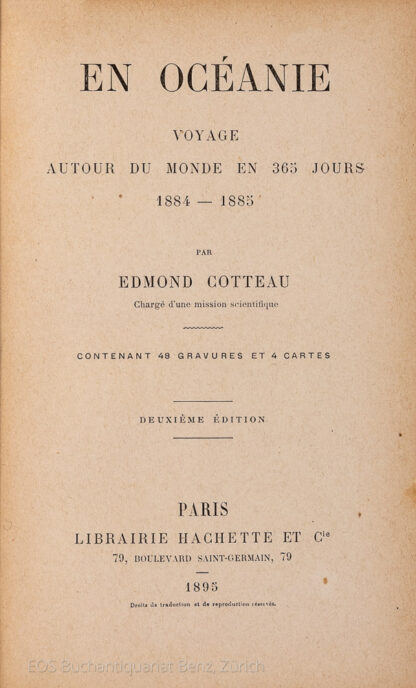 EN OCÉANIE
VOYAGE
AUTOUR DU MONDE EN 365 JOURS
1884 — 1885
PAR
EDMOND COTTEAU
Chargé d'une mission scientifique
CONTENANT 48 GRAVURES ET 4 CARTES
DEUXIÈME ÉDITION
PARIS
LIBRAIRIE HACHETTE ET Cie
79, BOULEVARD SAINT-GERMAIN, 79
1895
Droits de traduction et de reproduction réservés.
EOS Buchantiquariat Benz, Zürich